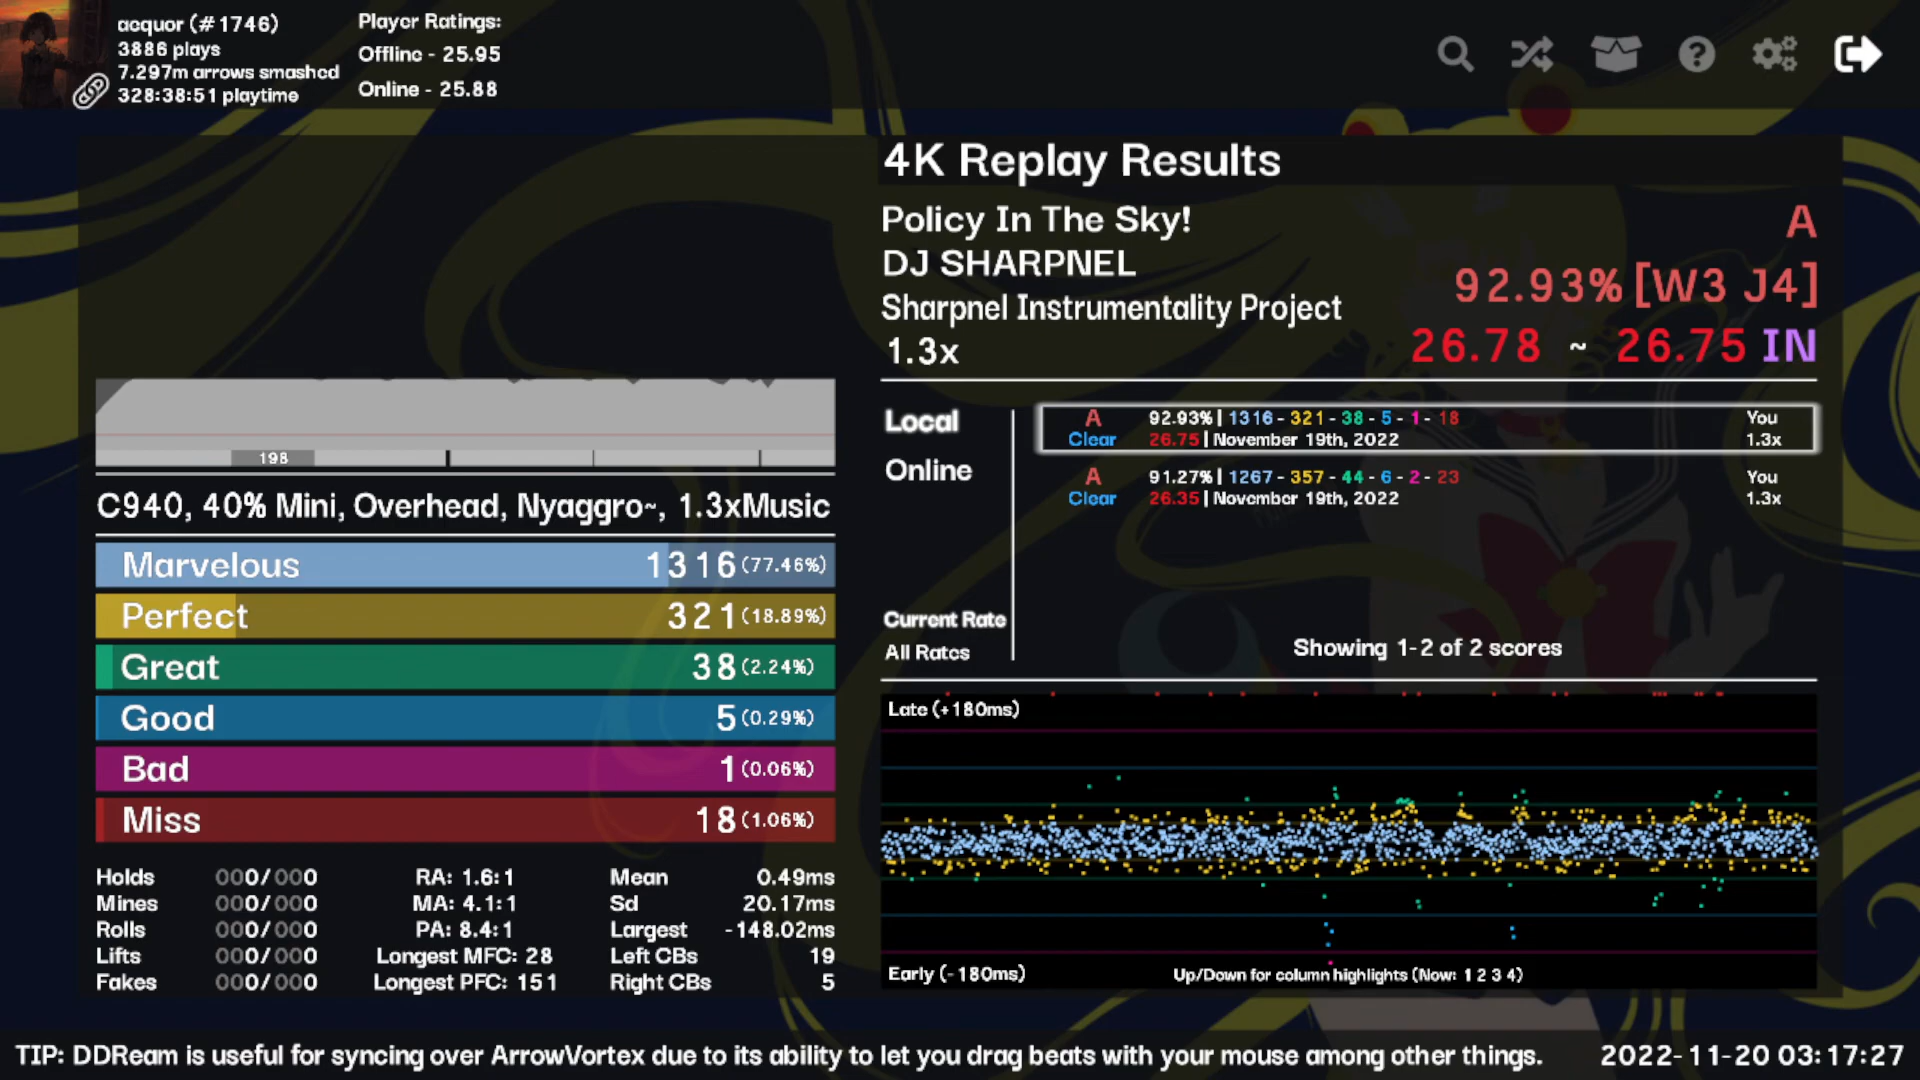 aequor (#1746)
3886 plays
7.297m arrows smashed
328:38:51 playtime
Player Ratings:
Offline - 25.95
Online - 25.88
4K Replay Results
Policy In The Sky!
DJ SHARPNEL
Sharpnel Instrumentality Project
1.3x
A
92.93% [W3 J4]
26.78 ~ 26.75 IN
198
C940, 40% Mini, Overhead, Nyaggro~, 1.3xMusic
Marvelous 1316 (77.46%)
Perfect 321 (18.89%)
Great 38 (2.24%)
Good 5 (0.29%)
Bad 1 (0.06%)
Miss 18 (1.06%)
Holds 000/000
Mines 000/000
Rolls 000/000
Lifts 000/000
Fakes 000/000
RA: 1.6:1
MA: 4.1:1
PA: 8.4:1
Longest MFC: 28
Longest PFC: 151
Mean 0.49ms
Sd 20.17ms
Largest -148.02ms
Left CBs 19
Right CBs 5
Local
Online
Current Rate
All Rates
A 92.93% | 1316 - 321 - 38 - 5 - 1 - 18 You
Clear 26.75 | November 19th, 2022 1.3x
A 91.27% | 1267 - 357 - 44 - 6 - 2 - 23 You
Clear 26.35 | November 19th, 2022 1.3x
Showing 1-2 of 2 scores
Late (+180ms)
Early (-180ms)
Up/Down for column highlights (Now: 1 2 3 4)
TIP: DDReam is useful for syncing over ArrowVortex due to its ability to let you drag beats with your mouse among other things.
2022-11-20 03:17:27